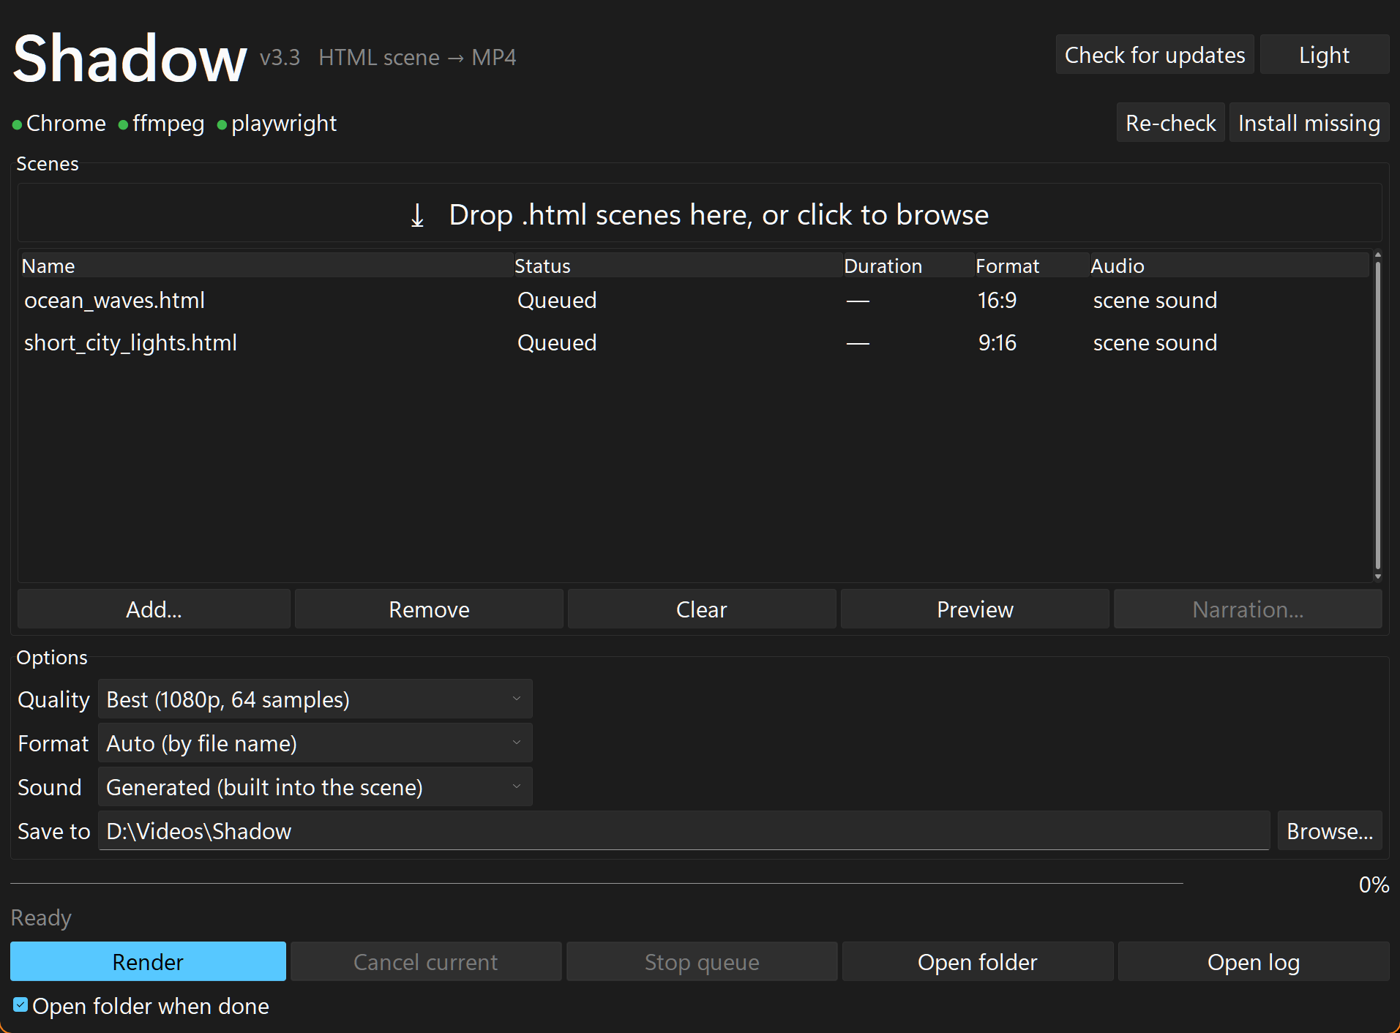 Shadow v3.3 HTML scene → MP4 Check for updates Light
Chrome ffmpeg playwright Re-check Install missing
Scenes
↓ Drop .html scenes here, or click to browse
Name Status Duration Format Audio
ocean_waves.html Queued — 16:9 scene sound
short_city_lights.html Queued — 9:16 scene sound
Add... Remove Clear Preview Narration...
Options
Quality Best (1080p, 64 samples)
Format Auto (by file name)
Sound Generated (built into the scene)
Save to D:\Videos\Shadow Browse...
0%
Ready
Render Cancel current Stop queue Open folder Open log
Open folder when done